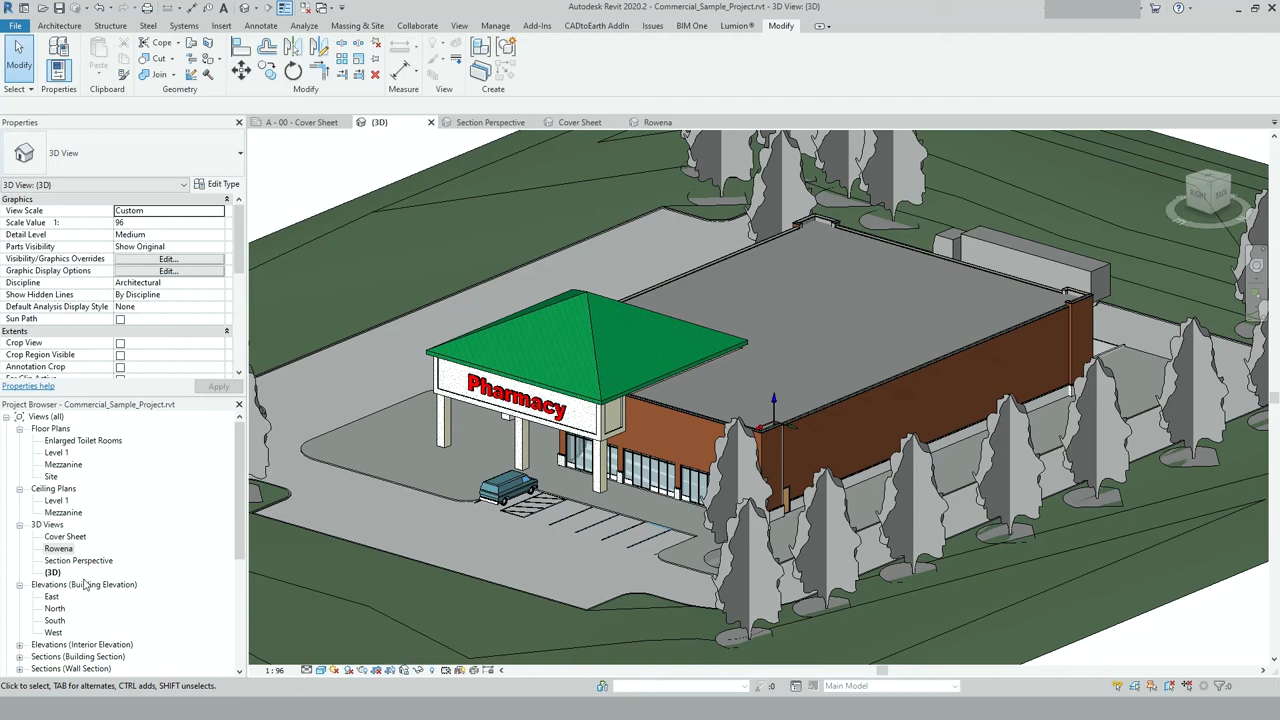 Autodesk Revit 2020.2 - Commercial_Sample_Project.rvt - 3D View: {3D}
File Architecture Structure Steel Systems Insert Annotate Analyze Massing & Site Collaborate View Manage Add-Ins CADtoEarth AddIn Issues BIM One Lumion® Modify
Modify Properties Paste Cope Cut Join
Select Properties Clipboard Geometry Modify Measure View Create
Properties A - 00 - Cover Sheet {3D} Section Perspective Cover Sheet Rowena
3D View
3D View: {3D} Edit Type
Graphics
View Scale Custom
Scale Value 1: 96
Detail Level Medium
Parts Visibility Show Original
Visibility/Graphics Overrides Edit...
Graphic Display Options Edit...
Discipline Architectural
Show Hidden Lines By Discipline
Default Analysis Display Style None
Sun Path
Extents
Crop View
Crop Region Visible
Annotation Crop
Properties help Apply
Project Browser - Commercial_Sample_Project.rvt
Views (all)
Floor Plans
Enlarged Toilet Rooms
Level 1
Mezzanine
Site
Ceiling Plans
Level 1
Mezzanine
3D Views
Cover Sheet
Rowena
Section Perspective
{3D}
Elevations (Building Elevation)
East
North
South
West
Elevations (Interior Elevation)
Sections (Building Section)
Sections (Wall Section)
Pharmacy
RIGHT BACK
1 : 96
Click to select, TAB for alternates, CTRL adds, SHIFT unselects. :0 Main Model :0